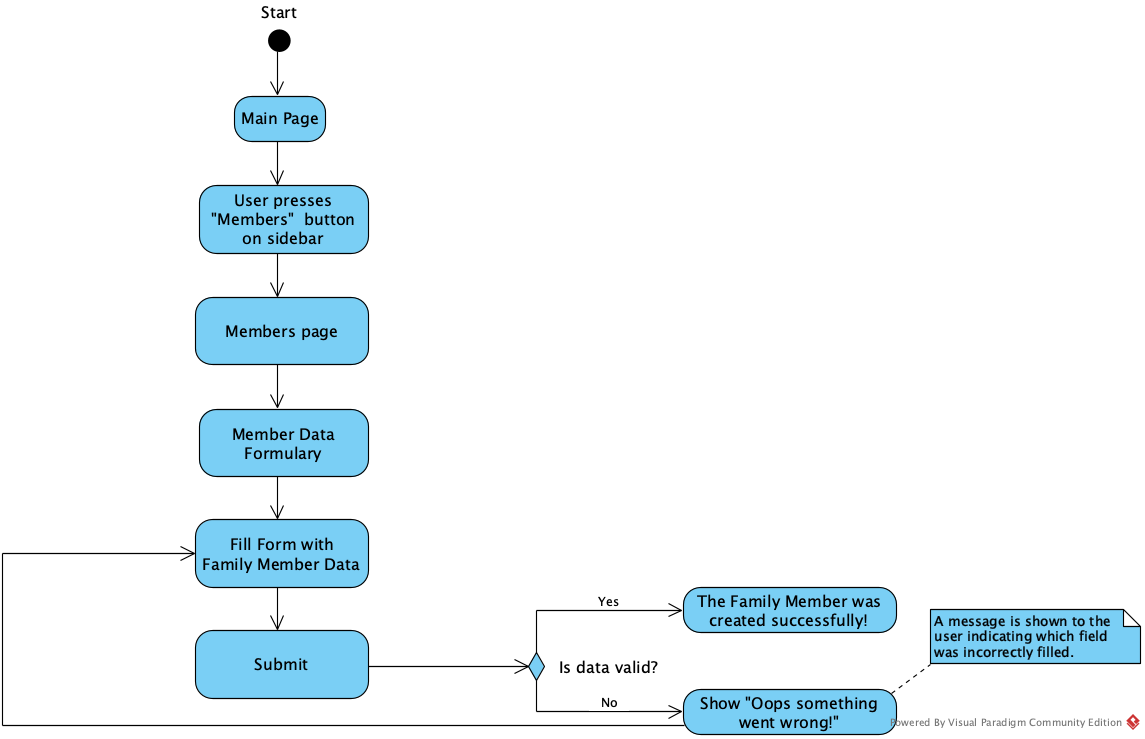 Start
Main Page
User presses
"Members"  button
on sidebar
Members page
Member Data
Formulary
Fill Form with
Family Member Data
Submit
Is data valid?
Yes
The Family Member was
created successfully!
No
Show "Oops something
went wrong!"
A message is shown to the
user indicating which field
was incorrectly filled.
Powered By Visual Paradigm Community Edition